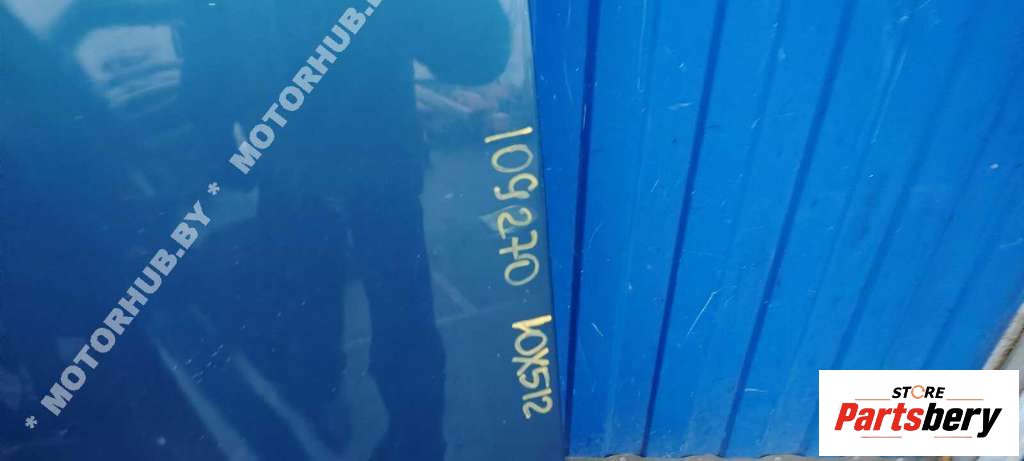 * MOTORHUB.BY * MOTORHUB.BY
109270 ЮХ512
STORE
Partsbery